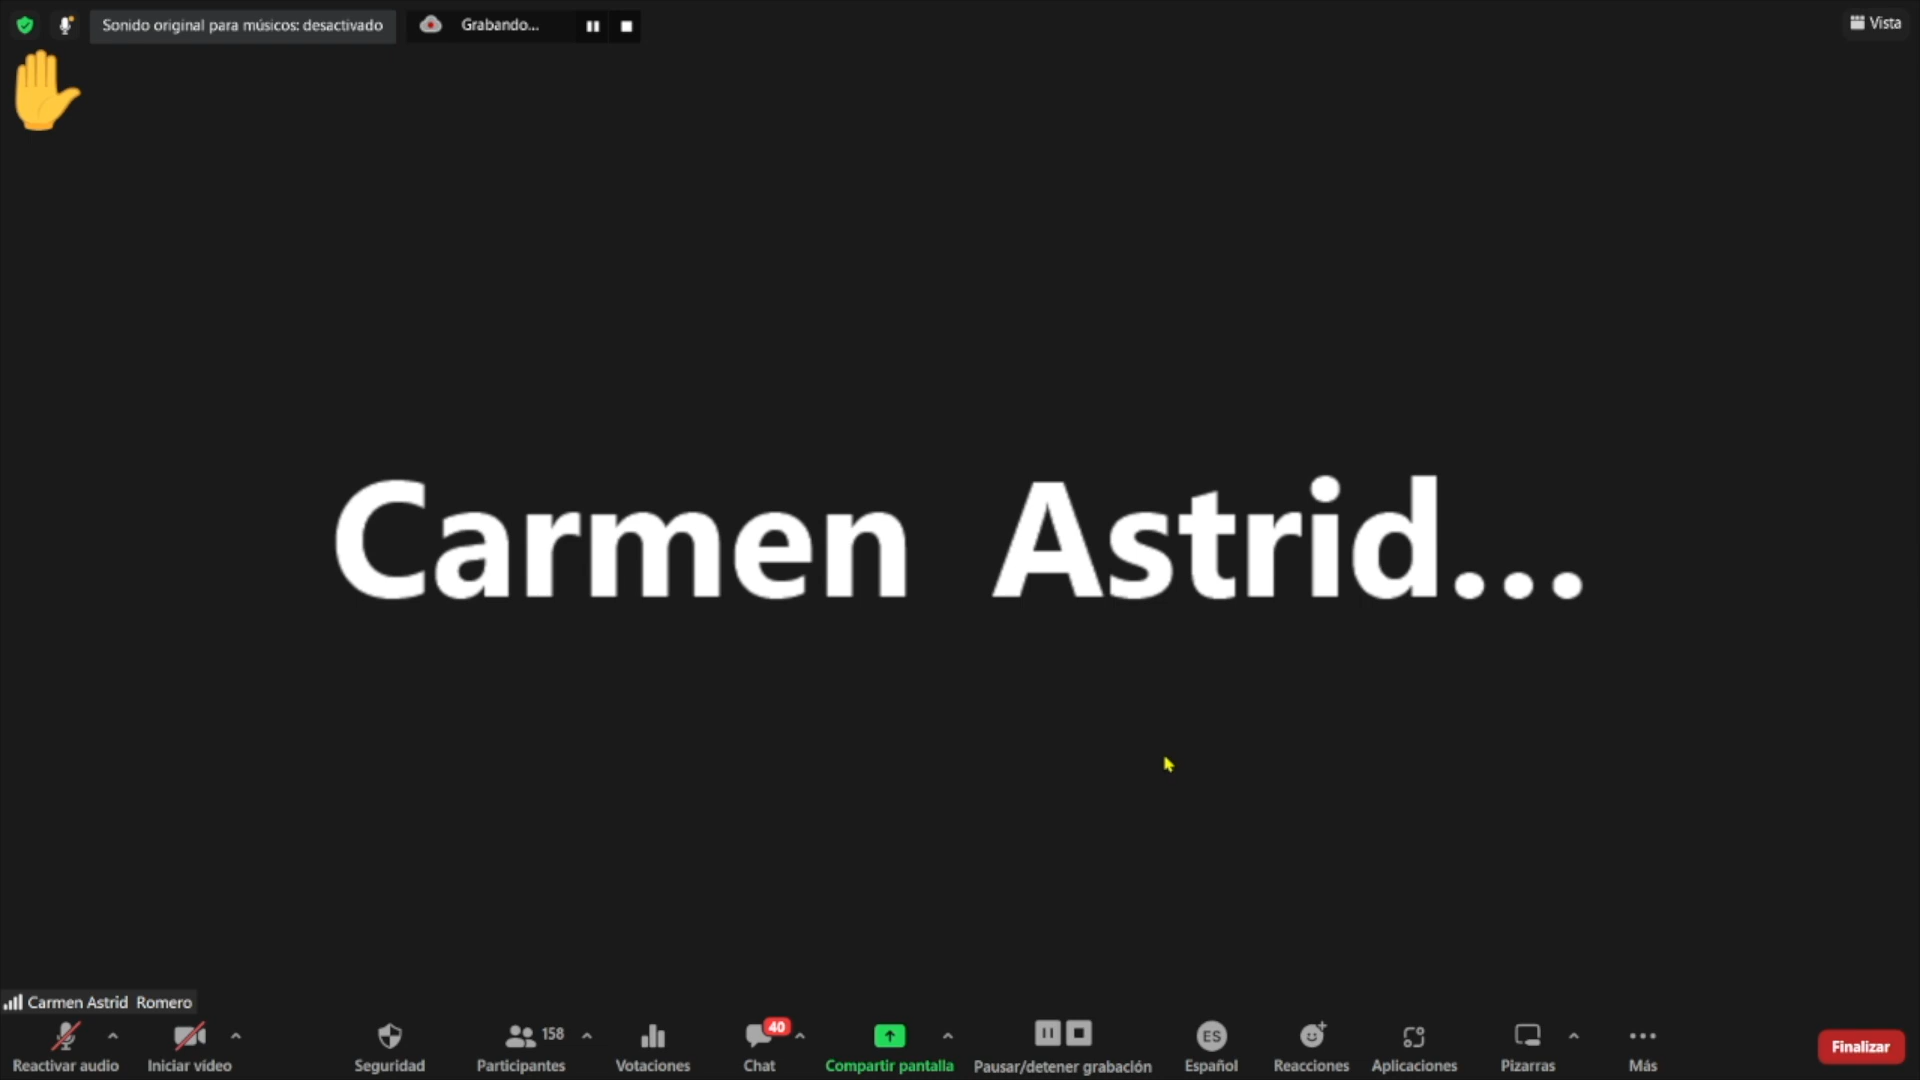 Sonido original para músicos: desactivado
Grabando...
Vista
Carmen Astrid...
Carmen Astrid Romero
158
40
ES
Reactivar audio
Iniciar vídeo
Seguridad
Participantes
Votaciones
Chat
Compartir pantalla
Pausar/detener grabación
Español
Reacciones
Aplicaciones
Pizarras
Más
Finalizar